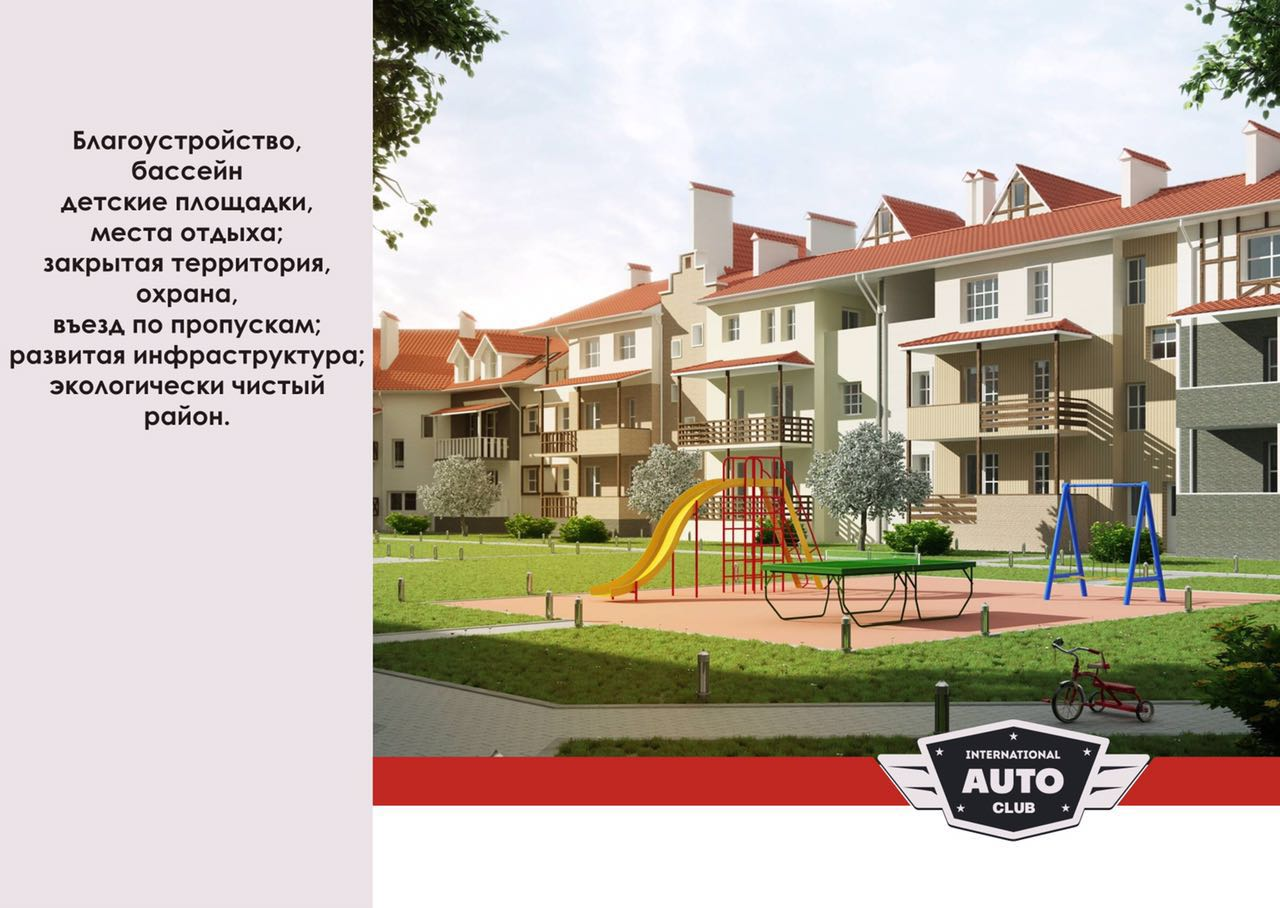 Благоустройство,
бассейн
детские площадки,
места отдыха;
закрытая территория,
охрана,
въезд по пропускам;
развитая инфраструктура;
экологически чистый
район.
INTERNATIONAL
AUTO
CLUB